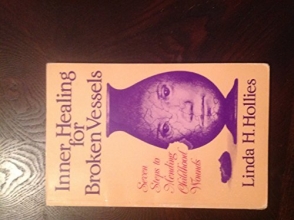 Inner Healing
for
Broken Vessels
Seven
Steps to
Mending
Childhood
Wounds
Linda H. Hollies